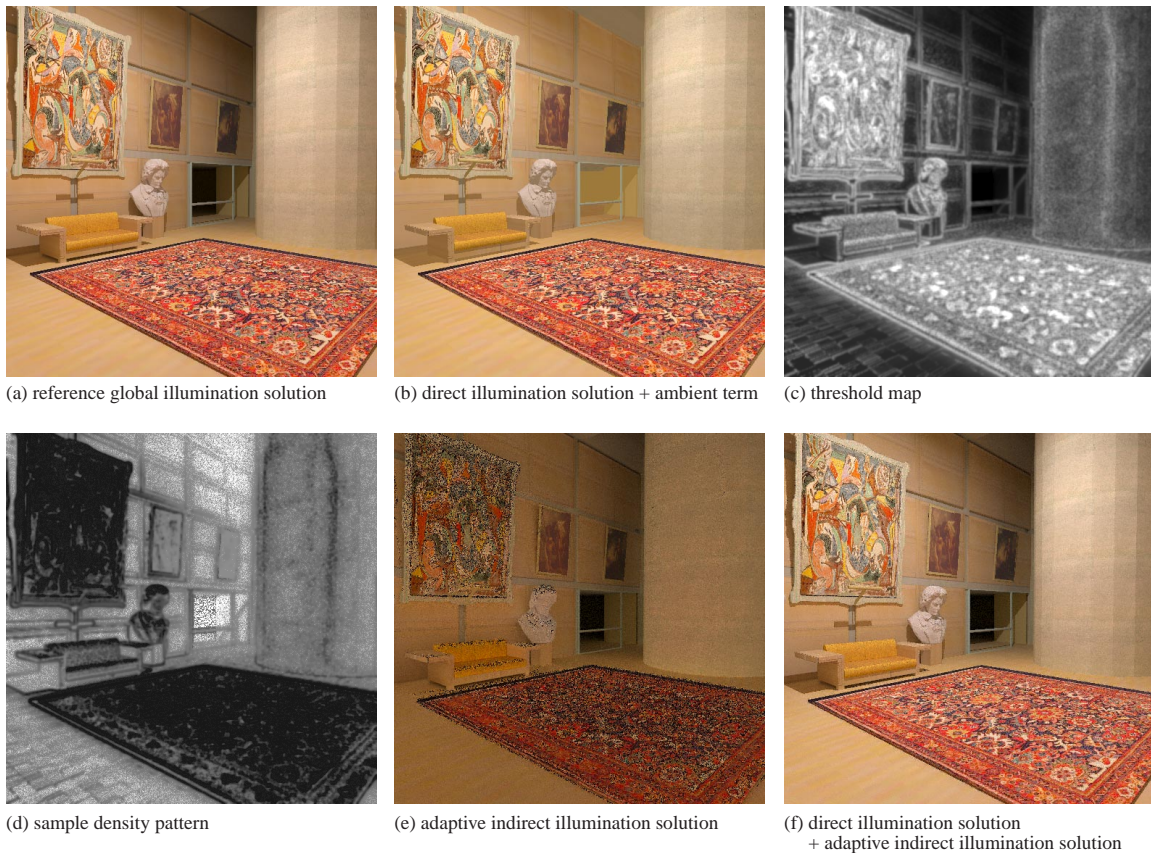 (a) reference global illumination solution
(b) direct illumination solution + ambient term
(c) threshold map
(d) sample density pattern
(e) adaptive indirect illumination solution
(f) direct illumination solution
+ adaptive indirect illumination solution